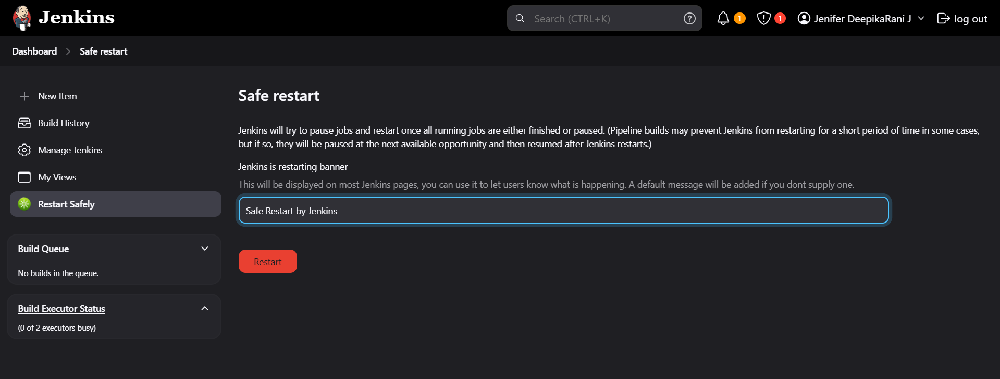 Jenkins
Search (CTRL+K)
?
1
1
Jenifer DeepikaRani J
log out
Dashboard
Safe restart
New Item
Build History
Manage Jenkins
My Views
Restart Safely
Build Queue
No builds in the queue.
Build Executor Status
(0 of 2 executors busy)
Safe restart
Jenkins will try to pause jobs and restart once all running jobs are either finished or paused. (Pipeline builds may prevent Jenkins from restarting for a short period of time in some cases,
but if so, they will be paused at the next available opportunity and then resumed after Jenkins restarts.)
Jenkins is restarting banner
This will be displayed on most Jenkins pages, you can use it to let users know what is happening. A default message will be added if you dont supply one.
Safe Restart by Jenkins
Restart